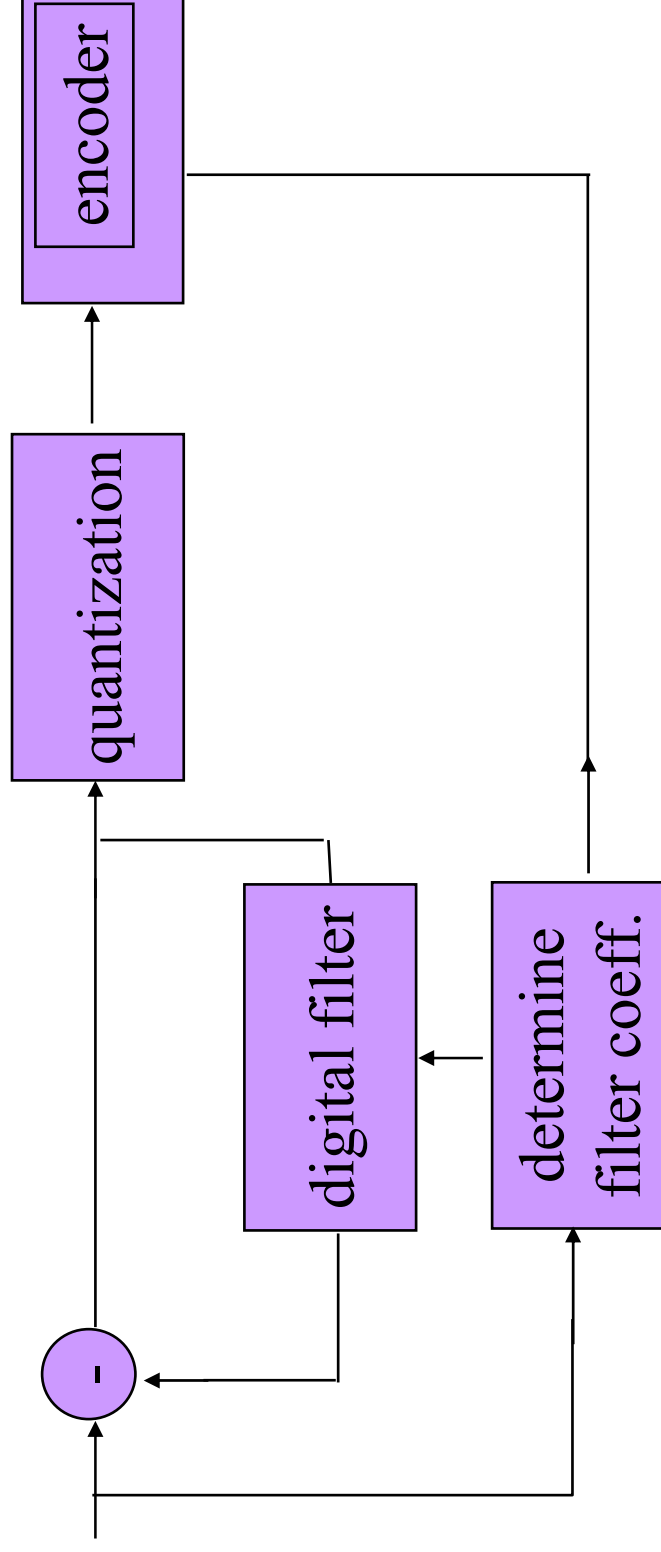 -
digital filter
determine
filter coeff.
quantization
encoder